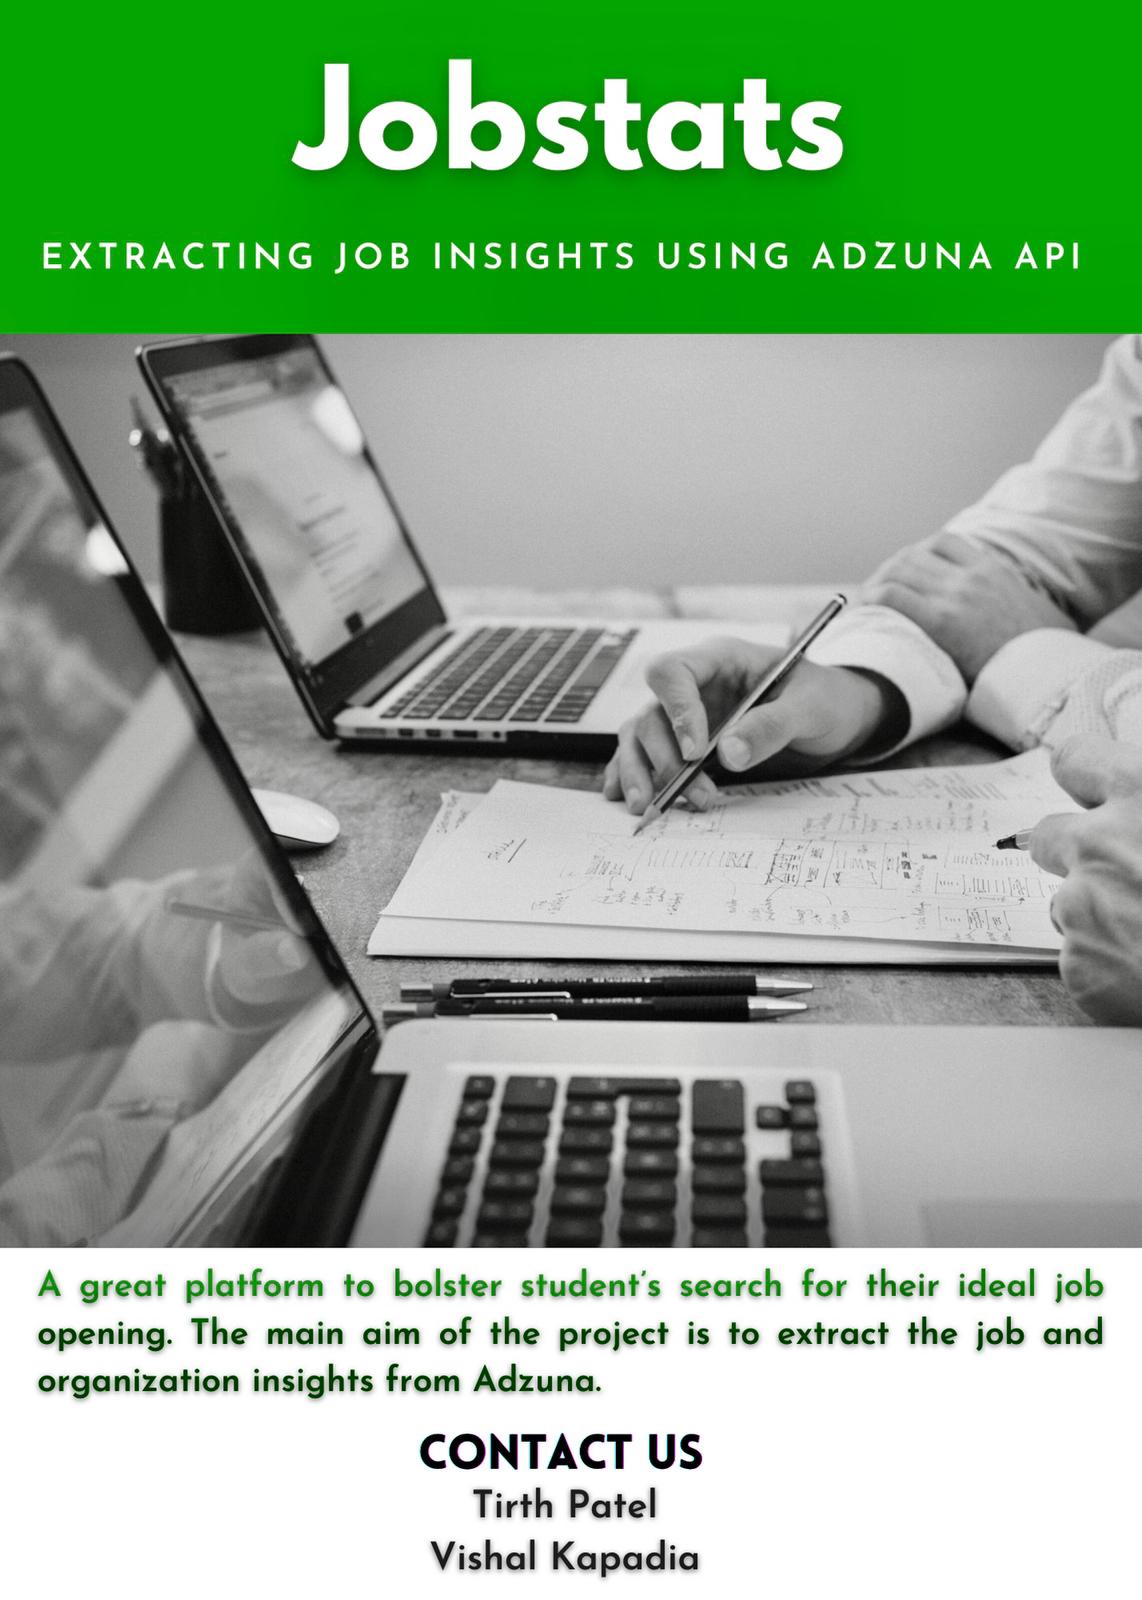 Jobstats
EXTRACTING JOB INSIGHTS USING ADZUNA API
A great platform to bolster student's search for their ideal job
opening. The main aim of the project is to extract the job and
organization insights from Adzuna.
CONTACT US
Tirth Patel
Vishal Kapadia